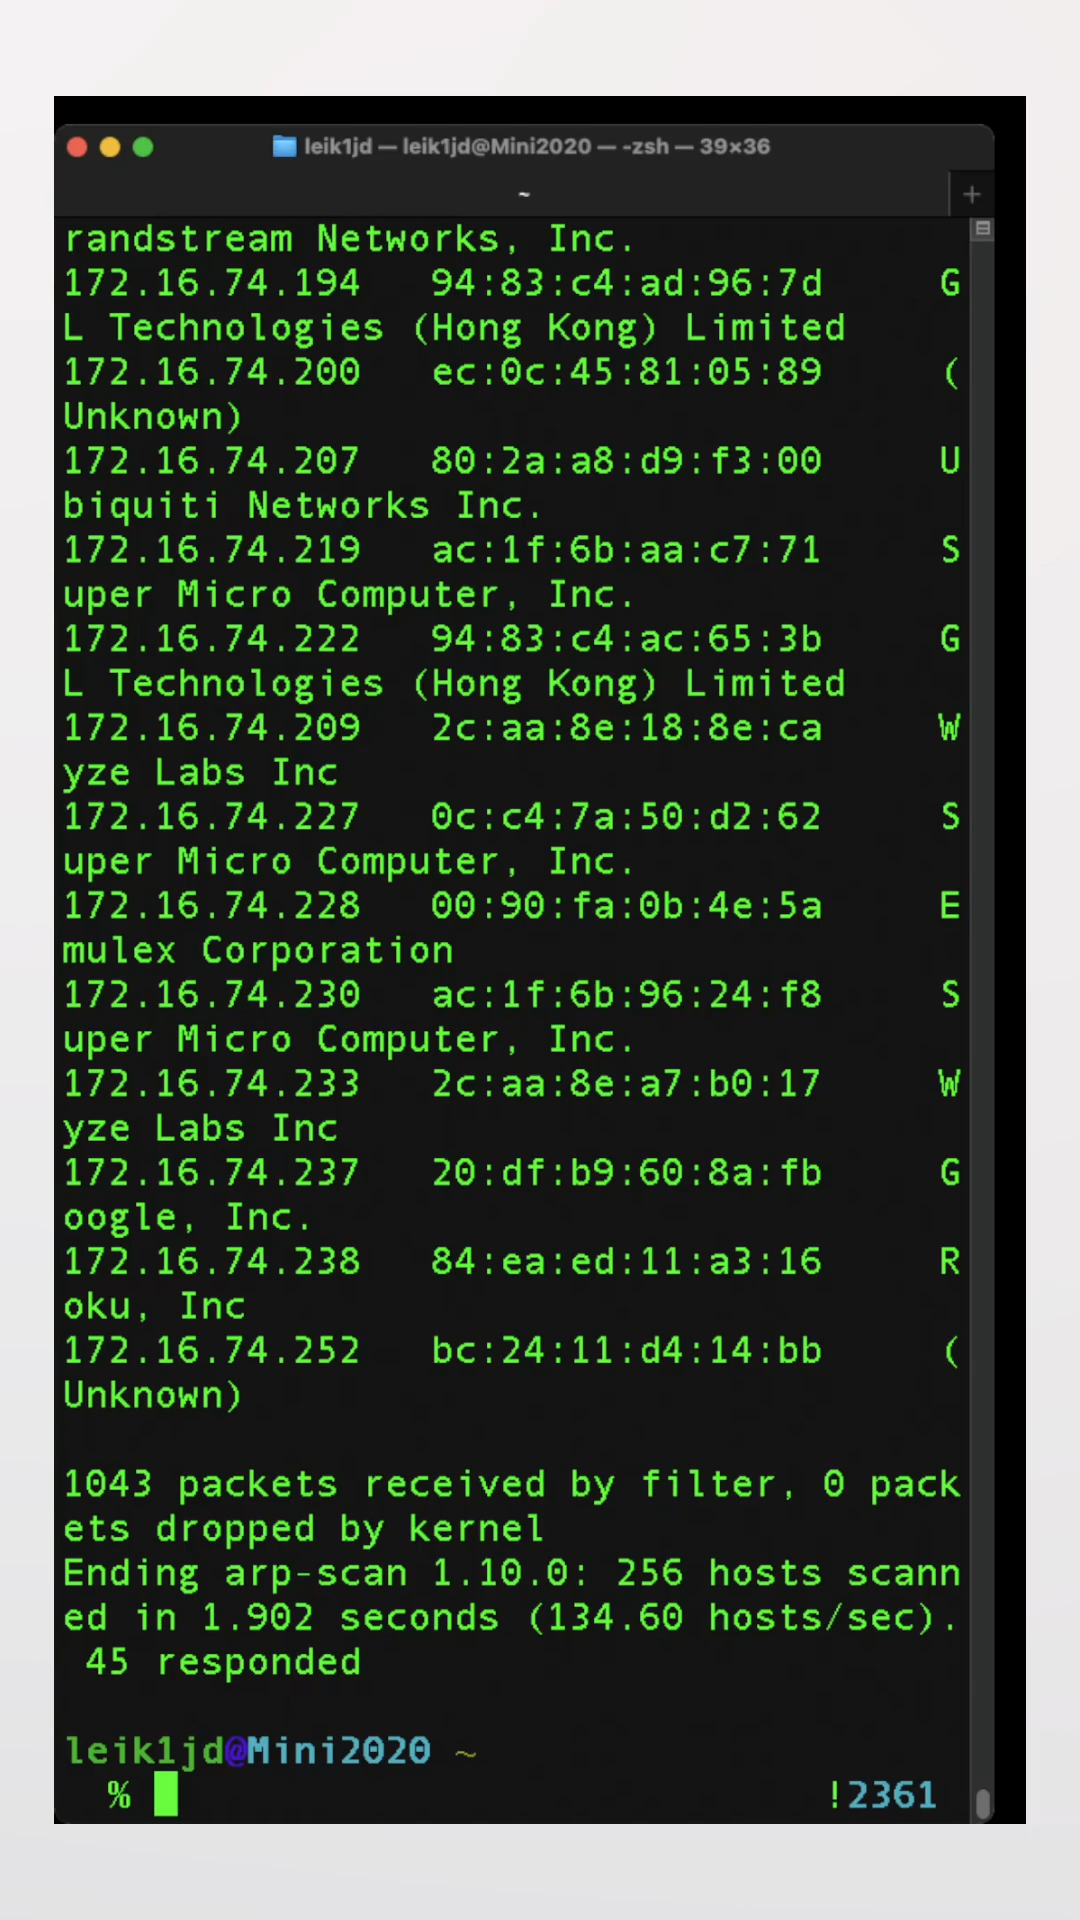 leik1jd — leik1jd@Mini2020 — -zsh — 39×36
~
+
randstream Networks, Inc.
172.16.74.194 94:83:c4:ad:96:7d G
L Technologies (Hong Kong) Limited
172.16.74.200 ec:0c:45:81:05:89 (
Unknown)
172.16.74.207 80:2a:a8:d9:f3:00 U
biquiti Networks Inc.
172.16.74.219 ac:1f:6b:aa:c7:71 S
uper Micro Computer, Inc.
172.16.74.222 94:83:c4:ac:65:3b G
L Technologies (Hong Kong) Limited
172.16.74.209 2c:aa:8e:18:8e:ca W
yze Labs Inc
172.16.74.227 0c:c4:7a:50:d2:62 S
uper Micro Computer, Inc.
172.16.74.228 00:90:fa:0b:4e:5a E
mulex Corporation
172.16.74.230 ac:1f:6b:96:24:f8 S
uper Micro Computer, Inc.
172.16.74.233 2c:aa:8e:a7:b0:17 W
yze Labs Inc
172.16.74.237 20:df:b9:60:8a:fb G
oogle, Inc.
172.16.74.238 84:ea:ed:11:a3:16 R
oku, Inc
172.16.74.252 bc:24:11:d4:14:bb (
Unknown)
1043 packets received by filter, 0 pack
ets dropped by kernel
Ending arp-scan 1.10.0: 256 hosts scann
ed in 1.902 seconds (134.60 hosts/sec).
45 responded
leik1jd@Mini2020 ~
% !2361